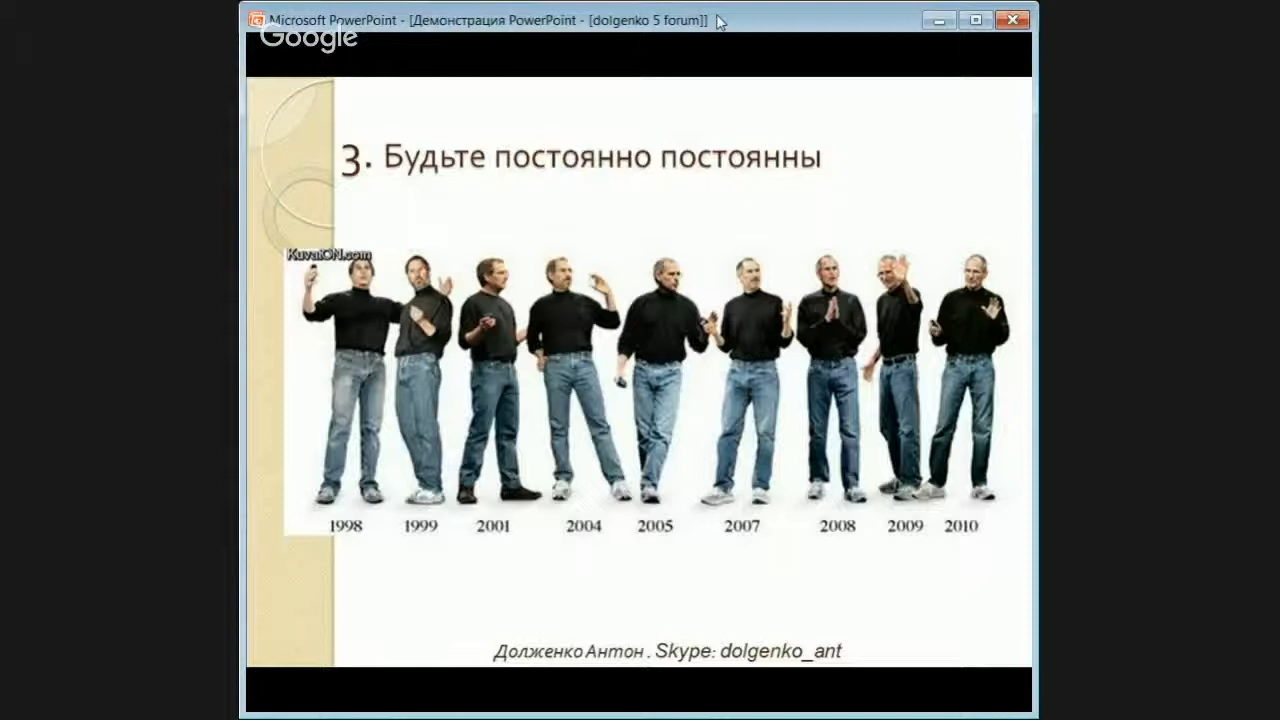 Microsoft PowerPoint - [Демонстрация PowerPoint - [dolgenko 5 forum]]
Google
3. Будьте постоянно постоянны
KuvatON.com
1998 1999 2001 2004 2005 2007 2008 2009 2010
Долженко Антон . Skype: dolgenko_ant